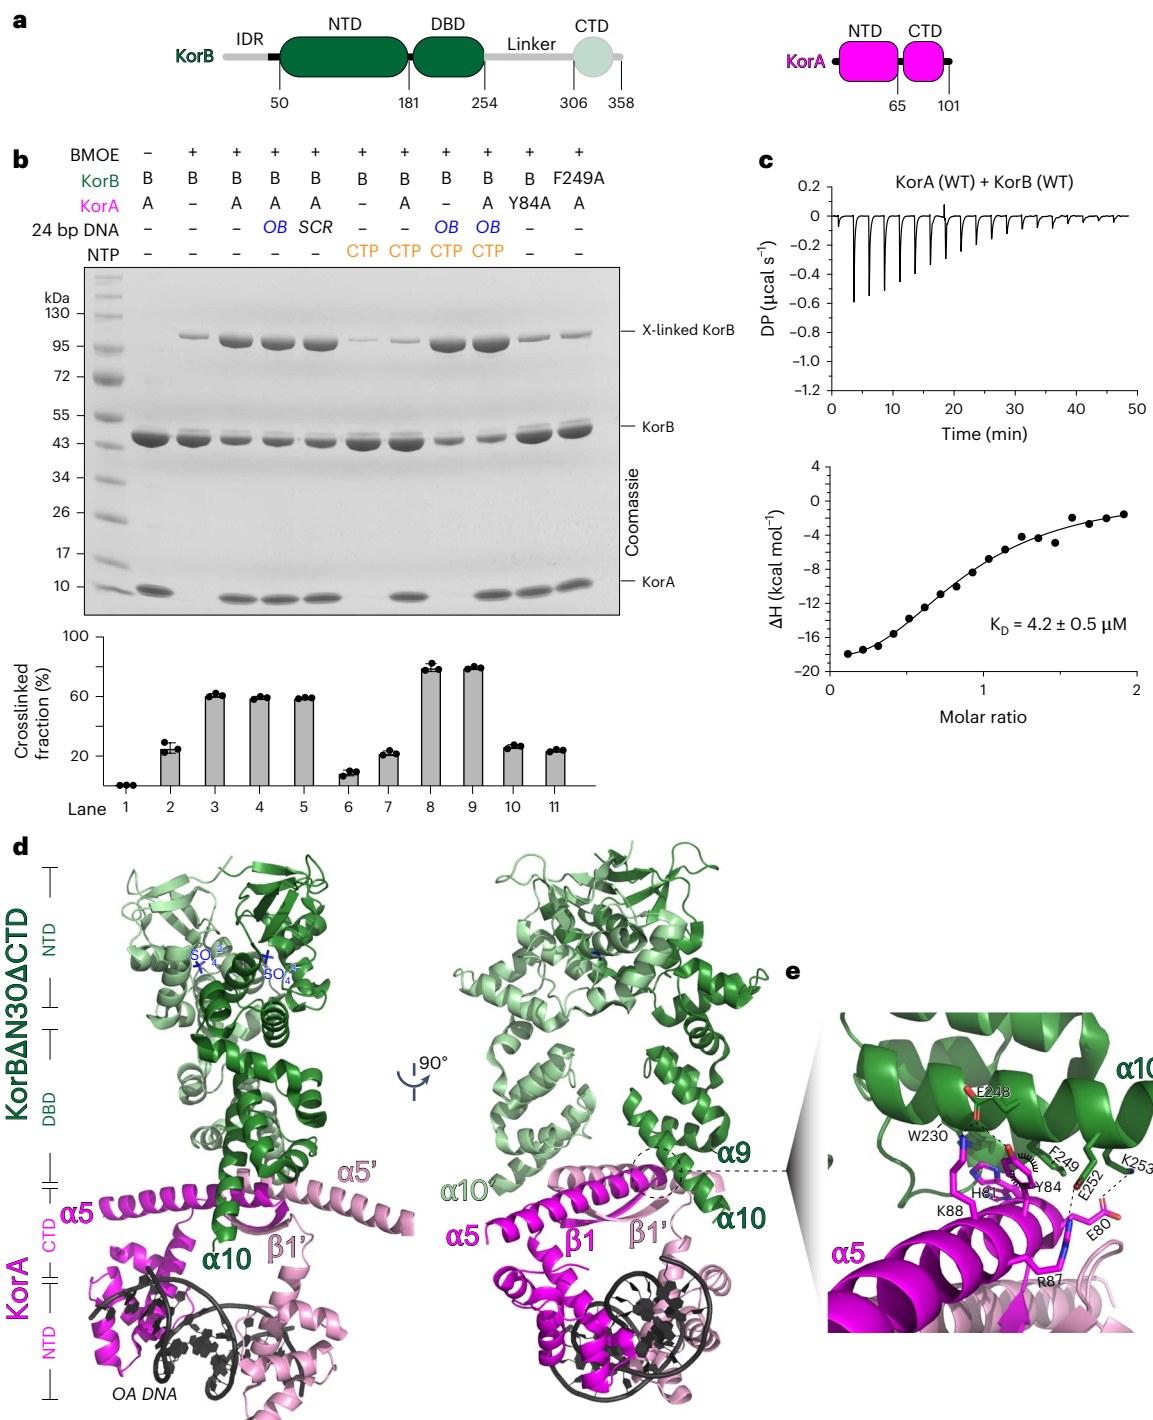 a
IDR NTD DBD Linker CTD
KorB
50 181 254 306 358
NTD CTD
KorA
65 101
b
BMOE – + + + + + + + + + +
KorB B B B B B B B B B B F249A
KorA A – A A A – A – A Y84A A
24 bp DNA – – – OB SCR – – OB OB – –
NTP – – – – – CTP CTP CTP CTP – –
kDa
130
95
72
55
43
34
26
17
10
X-linked KorB
KorB
KorA
Coomassie
Crosslinked fraction (%)
100
60
20
Lane 1 2 3 4 5 6 7 8 9 10 11
c
KorA (WT) + KorB (WT)
DP (µcal s⁻¹)
0.2
0
−0.2
−0.4
−0.6
−0.8
−1.0
−1.2
0 10 20 30 40 50
Time (min)
ΔH (kcal mol⁻¹)
4
0
−4
−8
−12
−16
−20
K_D = 4.2 ± 0.5 µM
0 1 2
Molar ratio
d
KorBΔN30ΔCTD
NTD
DBD
KorA
CTD
NTD
SO₄²⁻
SO₄²⁻
α5
α5′
α10
β1′
OA DNA
90°
α9
α10′
α10
α5
β1
β1′
e
α10
E248
W230
F249
K253
E252
H81
Y84
K88
E80
α5
R87